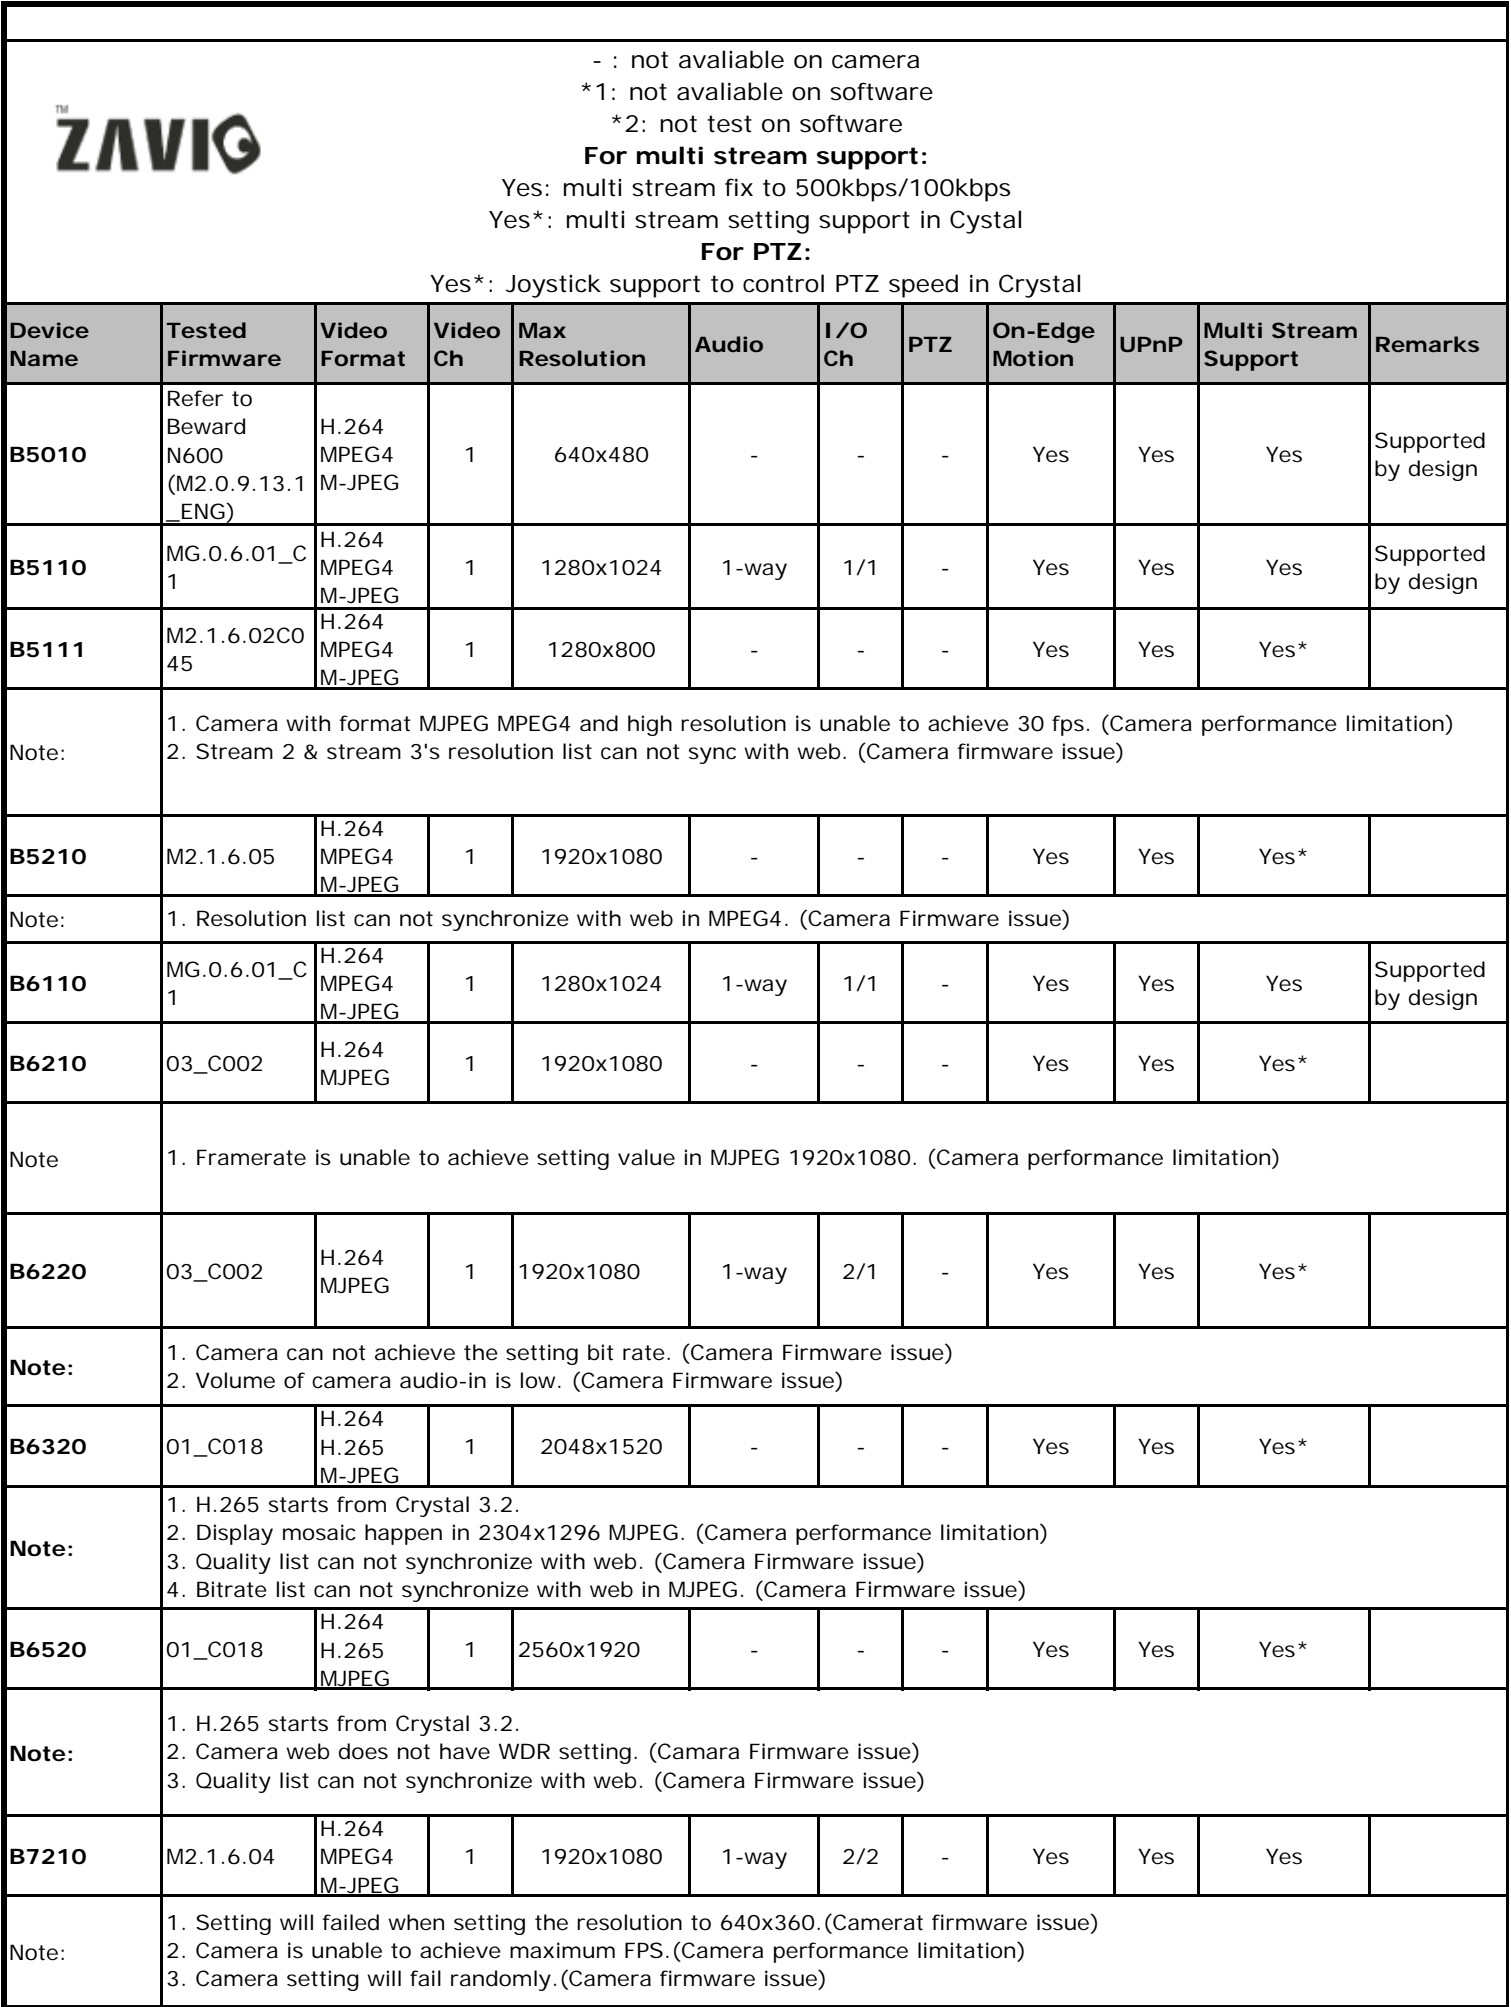 - : not avaliable on camera
*1: not avaliable on software
*2: not test on software
For multi stream support:
Yes: multi stream fix to 500kbps/100kbps
Yes*: multi stream setting support in Cystal
For PTZ:
Yes*: Joystick support to control PTZ speed in Crystal
™
ZAVIO
Device Name Tested Firmware Video Format Video Ch Max Resolution Audio I/O Ch PTZ On-Edge Motion UPnP Multi Stream Support Remarks
B5010 Refer to Beward N600 (M2.0.9.13.1_ENG) H.264 MPEG4 M-JPEG 1 640x480 - - - Yes Yes Yes Supported by design
B5110 MG.0.6.01_C1 H.264 MPEG4 M-JPEG 1 1280x1024 1-way 1/1 - Yes Yes Yes Supported by design
B5111 M2.1.6.02C045 H.264 MPEG4 M-JPEG 1 1280x800 - - - Yes Yes Yes*
Note:
1. Camera with format MJPEG MPEG4 and high resolution is unable to achieve 30 fps. (Camera performance limitation)
2. Stream 2 & stream 3's resolution list can not sync with web. (Camera firmware issue)
B5210 M2.1.6.05 H.264 MPEG4 M-JPEG 1 1920x1080 - - - Yes Yes Yes*
Note: 1. Resolution list can not synchronize with web in MPEG4. (Camera Firmware issue)
B6110 MG.0.6.01_C1 H.264 MPEG4 M-JPEG 1 1280x1024 1-way 1/1 - Yes Yes Yes Supported by design
B6210 03_C002 H.264 MJPEG 1 1920x1080 - - - Yes Yes Yes*
Note 1. Framerate is unable to achieve setting value in MJPEG 1920x1080. (Camera performance limitation)
B6220 03_C002 H.264 MJPEG 1 1920x1080 1-way 2/1 - Yes Yes Yes*
Note:
1. Camera can not achieve the setting bit rate. (Camera Firmware issue)
2. Volume of camera audio-in is low. (Camera Firmware issue)
B6320 01_C018 H.264 H.265 M-JPEG 1 2048x1520 - - - Yes Yes Yes*
Note:
1. H.265 starts from Crystal 3.2.
2. Display mosaic happen in 2304x1296 MJPEG. (Camera performance limitation)
3. Quality list can not synchronize with web. (Camera Firmware issue)
4. Bitrate list can not synchronize with web in MJPEG. (Camera Firmware issue)
B6520 01_C018 H.264 H.265 MJPEG 1 2560x1920 - - - Yes Yes Yes*
Note:
1. H.265 starts from Crystal 3.2.
2. Camera web does not have WDR setting. (Camara Firmware issue)
3. Quality list can not synchronize with web. (Camera Firmware issue)
B7210 M2.1.6.04 H.264 MPEG4 M-JPEG 1 1920x1080 1-way 2/2 - Yes Yes Yes
Note:
1. Setting will failed when setting the resolution to 640x360.(Camerat firmware issue)
2. Camera is unable to achieve maximum FPS.(Camera performance limitation)
3. Camera setting will fail randomly.(Camera firmware issue)